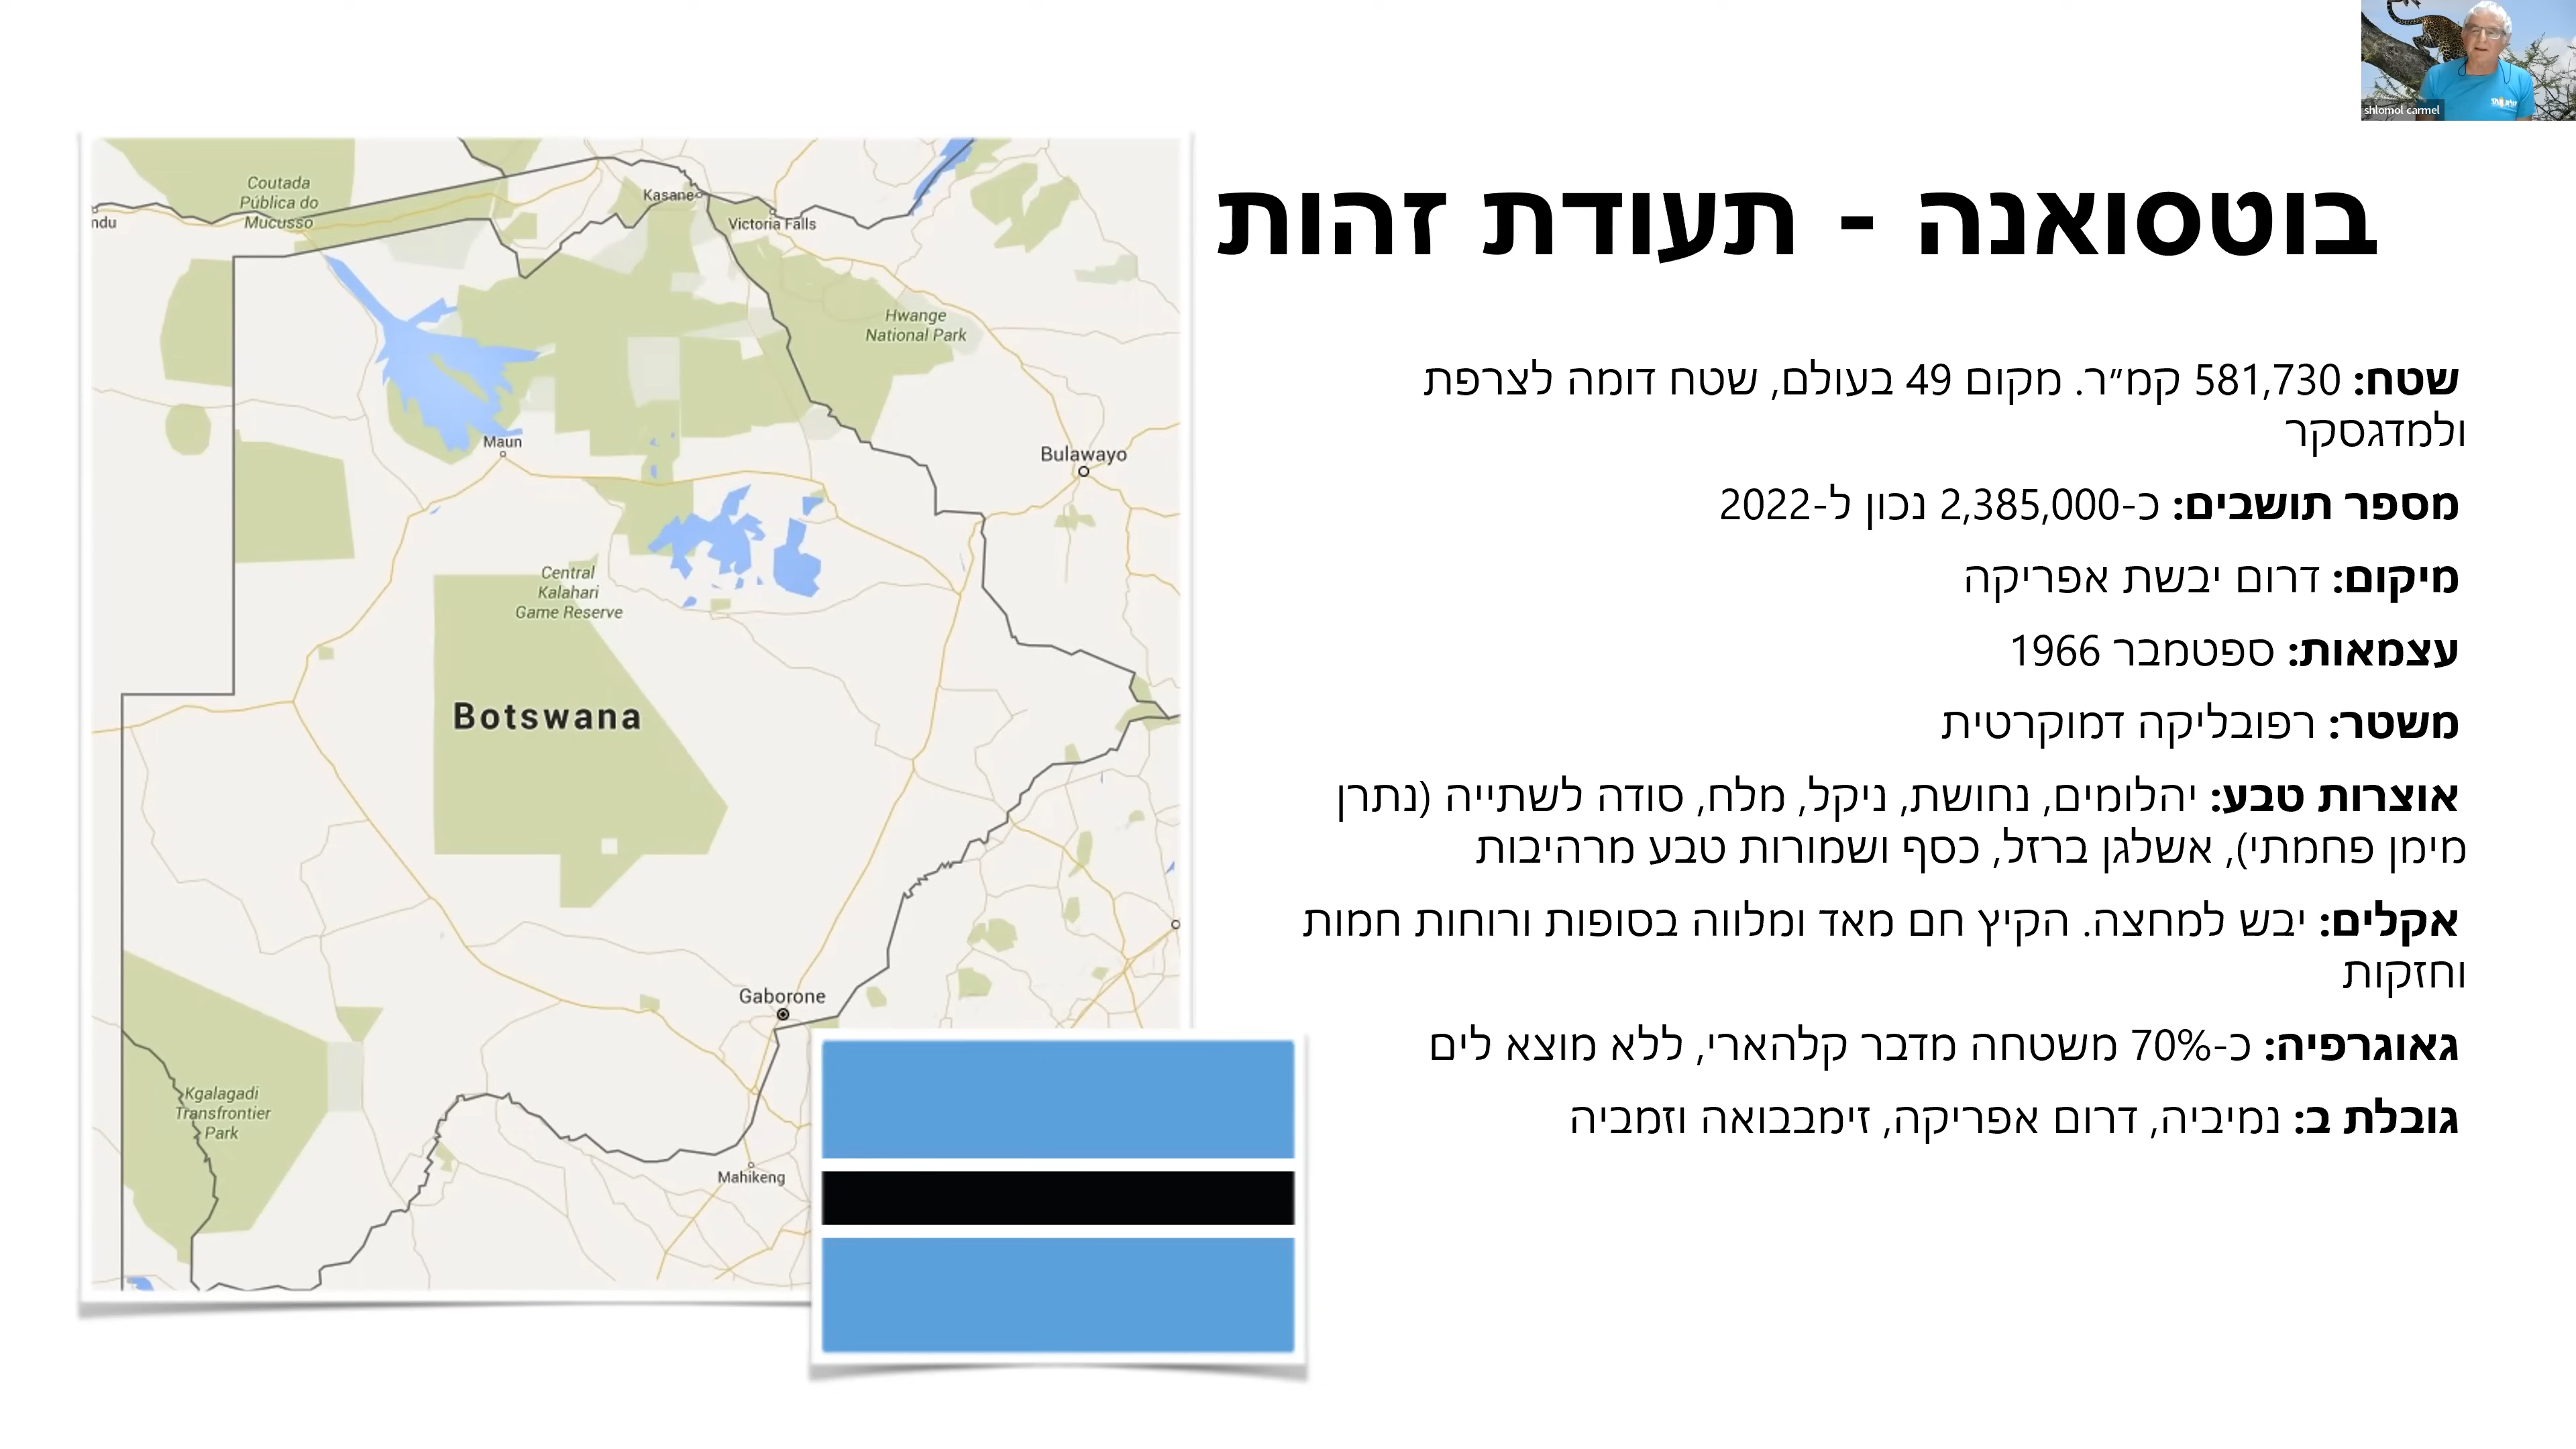 shlomol carmel
בוטסואנה - תעודת זהות
שטח: 581,730 קמ״ר. מקום 49 בעולם, שטח דומה לצרפת
ולמדגסקר
מספר תושבים: כ-2,385,000 נכון ל-2022
מיקום: דרום יבשת אפריקה
עצמאות: ספטמבר 1966
משטר: רפובליקה דמוקרטית
אוצרות טבע: יהלומים, נחושת, ניקל, מלח, סודה לשתייה (נתרן
מימן פחמתי), אשלגן ברזל, כסף ושמורות טבע מרהיבות
אקלים: יבש למחצה. הקיץ חם מאד ומלווה בסופות ורוחות חמות
וחזקות
גאוגרפיה: כ-70% משטחה מדבר קלהארי, ללא מוצא לים
גובלת ב: נמיביה, דרום אפריקה, זימבבואה וזמביה
Coutada
Pública do
Mucusso
ndu
Kasane
Victoria Falls
Hwange
National Park
Maun
Bulawayo
Central
Kalahari
Game Reserve
Botswana
Gaborone
Kgalagadi
Transfrontier
Park
Mahikeng